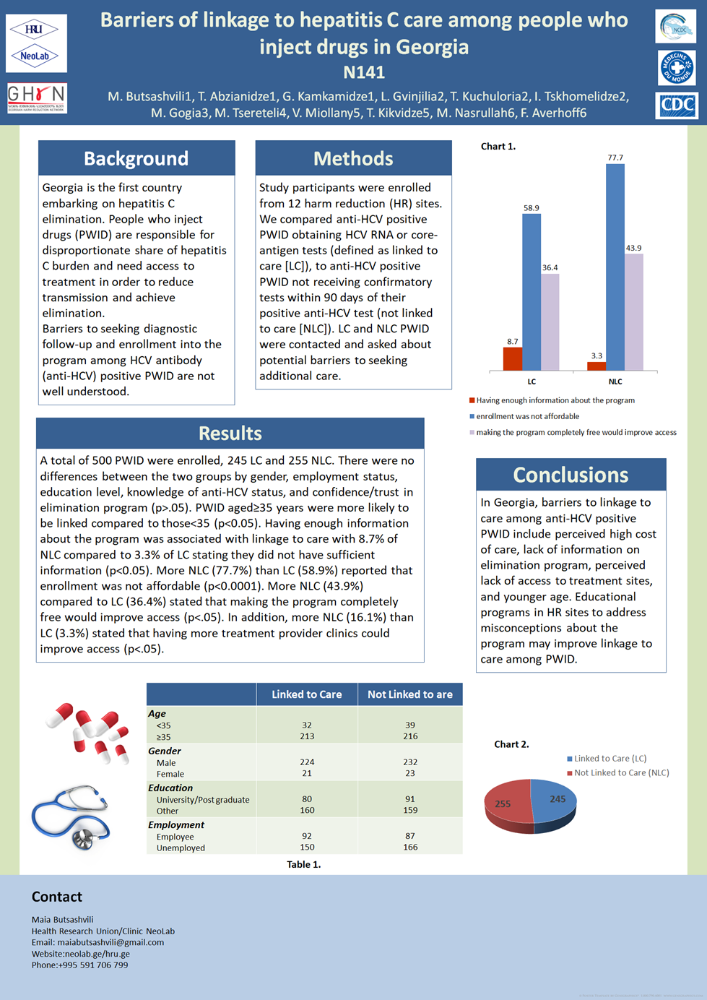 Barriers of linkage to hepatitis C care among people who
inject drugs in Georgia
N141
M. Butsashvili1, T. Abzianidze1, G. Kamkamidze1, L. Gvinjilia2, T. Kuchuloria2, I. Tskhomelidze2,
M. Gogia3, M. Tsereteli4, V. Miollany5, T. Kikvidze5, M. Nasrullah6, F. Averhoff6
HRU
NeoLab
GHRN
GEORGIAN HARM REDUCTION NETWORK
NCDC
MEDECINS DU MONDE
CDC
Background
Georgia is the first country
embarking on hepatitis C
elimination. People who inject
drugs (PWID) are responsible for
disproportionate share of hepatitis
C burden and need access to
treatment in order to reduce
transmission and achieve
elimination.
Barriers to seeking diagnostic
follow-up and enrollment into the
program among HCV antibody
(anti-HCV) positive PWID are not
well understood.
Methods
Study participants were enrolled
from 12 harm reduction (HR) sites.
We compared anti-HCV positive
PWID obtaining HCV RNA or core-
antigen tests (defined as linked to
care [LC]), to anti-HCV positive
PWID not receiving confirmatory
tests within 90 days of their
positive anti-HCV test (not linked
to care [NLC]). LC and NLC PWID
were contacted and asked about
potential barriers to seeking
additional care.
Chart 1.
77.7
58.9
43.9
36.4
8.7
3.3
LC NLC
Having enough information about the program
enrollment was not affordable
making the program completely free would improve access
Results
A total of 500 PWID were enrolled, 245 LC and 255 NLC. There were no
differences between the two groups by gender, employment status,
education level, knowledge of anti-HCV status, and confidence/trust in
elimination program (p>.05). PWID aged≥35 years were more likely to
be linked compared to those<35 (p<0.05). Having enough information
about the program was associated with linkage to care with 8.7% of
NLC compared to 3.3% of LC stating they did not have sufficient
information (p<0.05). More NLC (77.7%) than LC (58.9%) reported that
enrollment was not affordable (p<0.0001). More NLC (43.9%)
compared to LC (36.4%) stated that making the program completely
free would improve access (p<.05). In addition, more NLC (16.1%) than
LC (3.3%) stated that having more treatment provider clinics could
improve access (p<.05).
Conclusions
In Georgia, barriers to linkage to
care among anti-HCV positive
PWID include perceived high cost
of care, lack of information on
elimination program, perceived
lack of access to treatment sites,
and younger age. Educational
programs in HR sites to address
misconceptions about the
program may improve linkage to
care among PWID.
Linked to Care Not Linked to are
Age
<35 32 39
≥35 213 216
Gender
Male 224 232
Female 21 23
Education
University/Post graduate 80 91
Other 160 159
Employment
Employee 92 87
Unemployed 150 166
Table 1.
Chart 2.
Linked to Care (LC)
Not Linked to Care (NLC)
255 245
Contact
Maia Butsashvili
Health Research Union/Clinic NeoLab
Email: maiabutsashvili@gmail.com
Website:neolab.ge/hru.ge
Phone:+995 591 706 799